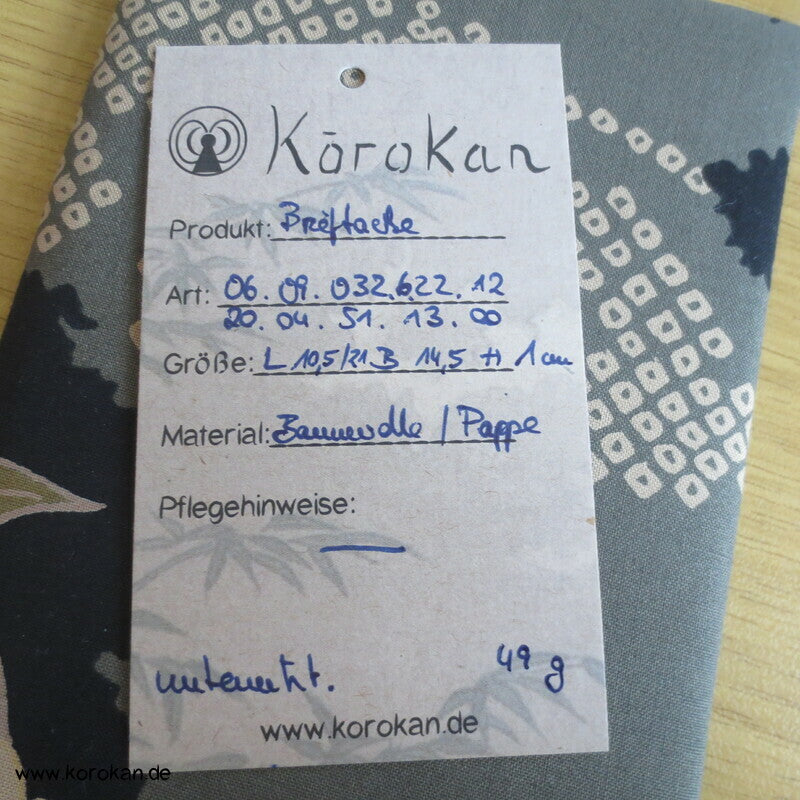 Kōrokan
Produkt: Brieftasche
Art: 06.09.032.622.12
20.04.51.13.00
Größe: L 10,5/21 B 14,5 H 1 cm
Material: Baumwolle / Pappe
Pflegehinweise:
49 g
www.korokan.de
www.korokan.de